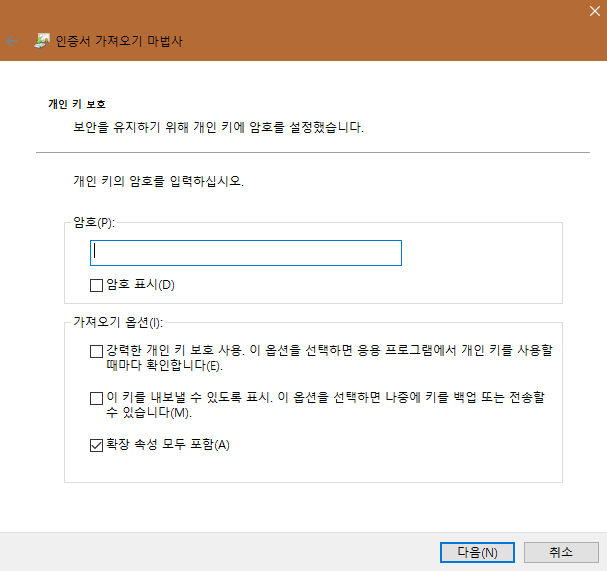 인증서 가져오기 마법사
개인 키 보호
보안을 유지하기 위해 개인 키에 암호를 설정했습니다.
개인 키의 암호를 입력하십시오.
암호(P):
암호 표시(D)
가져오기 옵션(I):
강력한 개인 키 보호 사용. 이 옵션을 선택하면 응용 프로그램에서 개인 키를 사용할
때마다 확인합니다(E).
이 키를 내보낼 수 있도록 표시. 이 옵션을 선택하면 나중에 키를 백업 또는 전송할
수 있습니다(M).
확장 속성 모두 포함(A)
다음(N)
취소